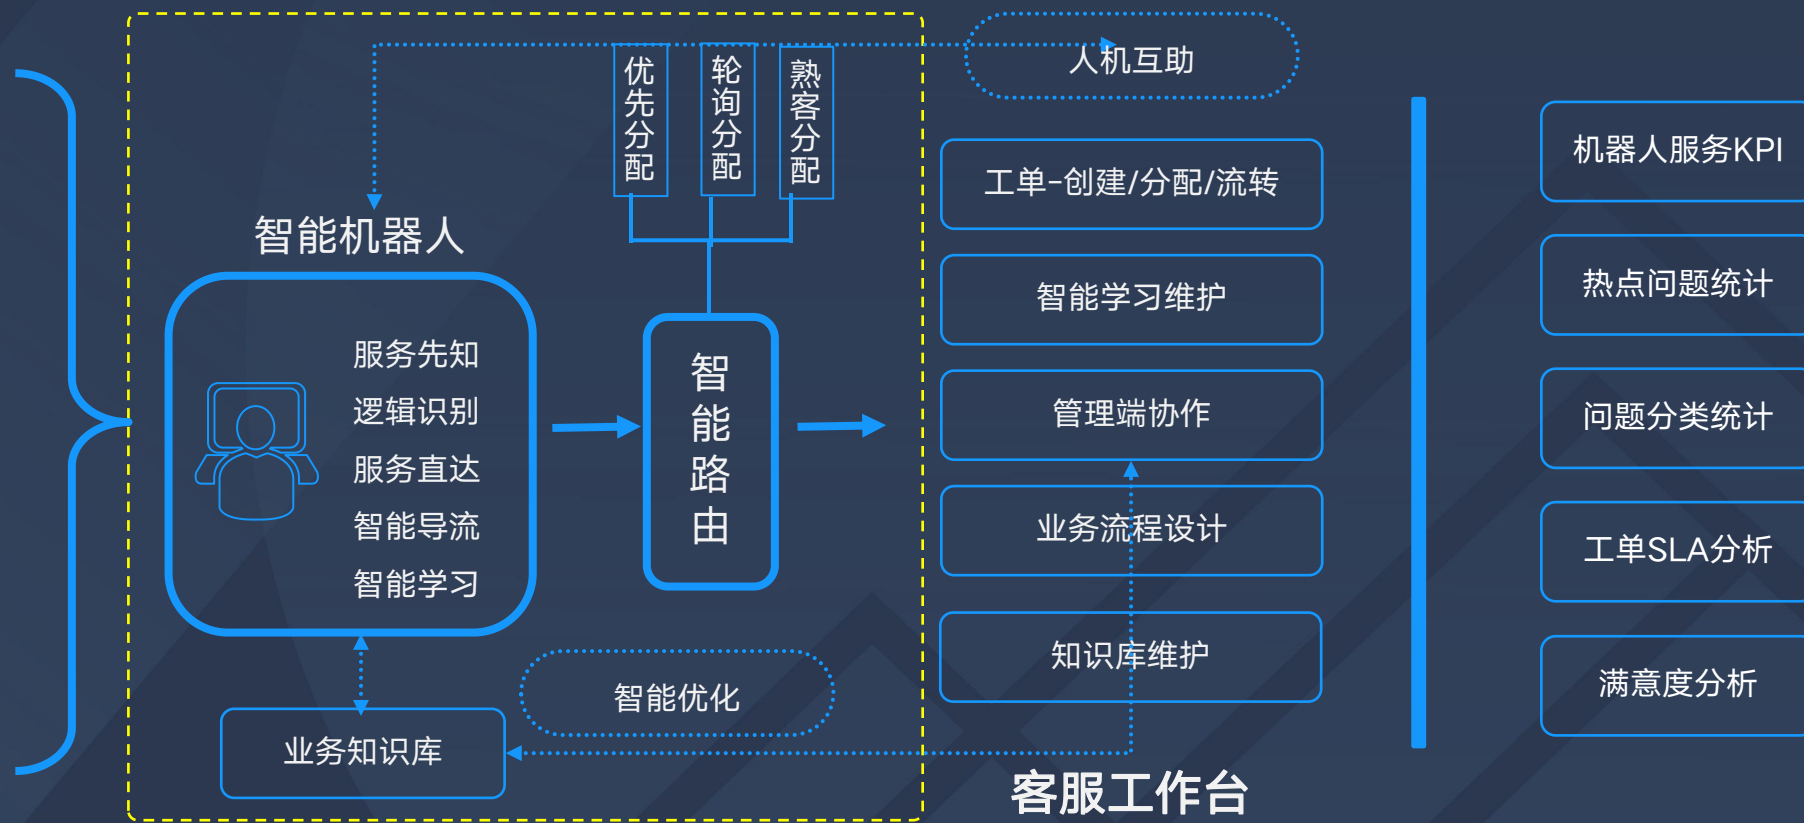 人机互助
优先分配
轮询分配
熟客分配
智能机器人
服务先知
逻辑识别
服务直达
智能导流
智能学习
智能路由
智能优化
业务知识库
工单-创建/分配/流转
智能学习维护
管理端协作
业务流程设计
知识库维护
客服工作台
机器人服务KPI
热点问题统计
问题分类统计
工单SLA分析
满意度分析